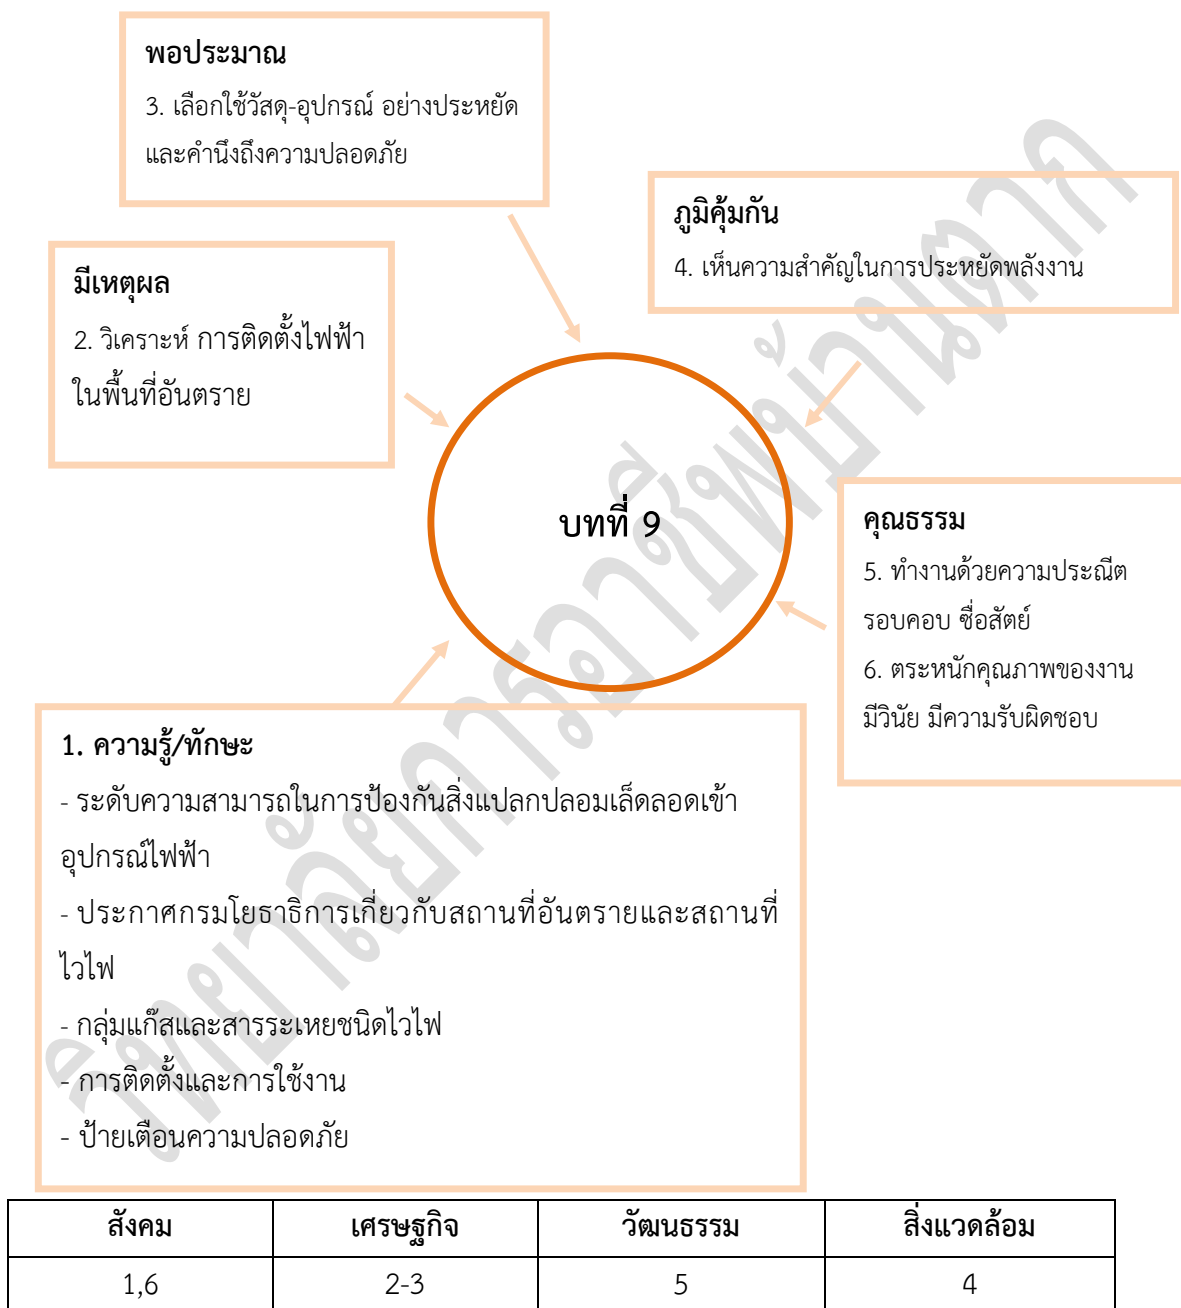 พอประมาณ
3. เลือกใช้วัสดุ-อุปกรณ์ อย่างประหยัด
และคำนึงถึงความปลอดภัย
ภูมิคุ้มกัน
4. เห็นความสำคัญในการประหยัดพลังงาน
มีเหตุผล
2. วิเคราะห์ การติดตั้งไฟฟ้า
ในพื้นที่อันตราย
บทที่ 9
คุณธรรม
5. ทำงานด้วยความประณีต
รอบคอบ ซื่อสัตย์
6. ตระหนักคุณภาพของงาน
มีวินัย มีความรับผิดชอบ
1. ความรู้/ทักษะ
- ระดับความสามารถในการป้องกันสิ่งแปลกปลอมเล็ดลอดเข้า
อุปกรณ์ไฟฟ้า
- ประกาศกรมโยธาธิการเกี่ยวกับสถานที่อันตรายและสถานที่
ไวไฟ
- กลุ่มแก๊สและสารระเหยชนิดไวไฟ
- การติดตั้งและการใช้งาน
- ป้ายเตือนความปลอดภัย
วิทยาลัยการอาชีพบ้านตาก
สังคม เศรษฐกิจ วัฒนธรรม สิ่งแวดล้อม
1,6 2-3 5 4